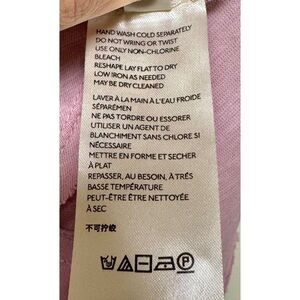 HAND WASH COLD SEPARATELY
DO NOT WRING OR TWIST
USE ONLY NON-CHLORINE
BLEACH
RESHAPE LAY FLAT TO DRY
LOW IRON AS NEEDED
MAY BE DRY CLEANED
LAVER À LA MAIN À L'EAU FROIDE
SÉPARÉMEN
NE PAS TORDRE OU ESSORER
UTILISER UN AGENT DE
BLANCHIMENT SANS CHLORE SI
NÉCESSAIRE
METTRE EN FORME ET SECHER
À PLAT
REPASSER, AU BESOIN, À TRÉS
BASSE TEMPÉRATURE
PEUT-ÊTRE ÊTRE NETTOYÉE
À SEC
不可拧绞
P